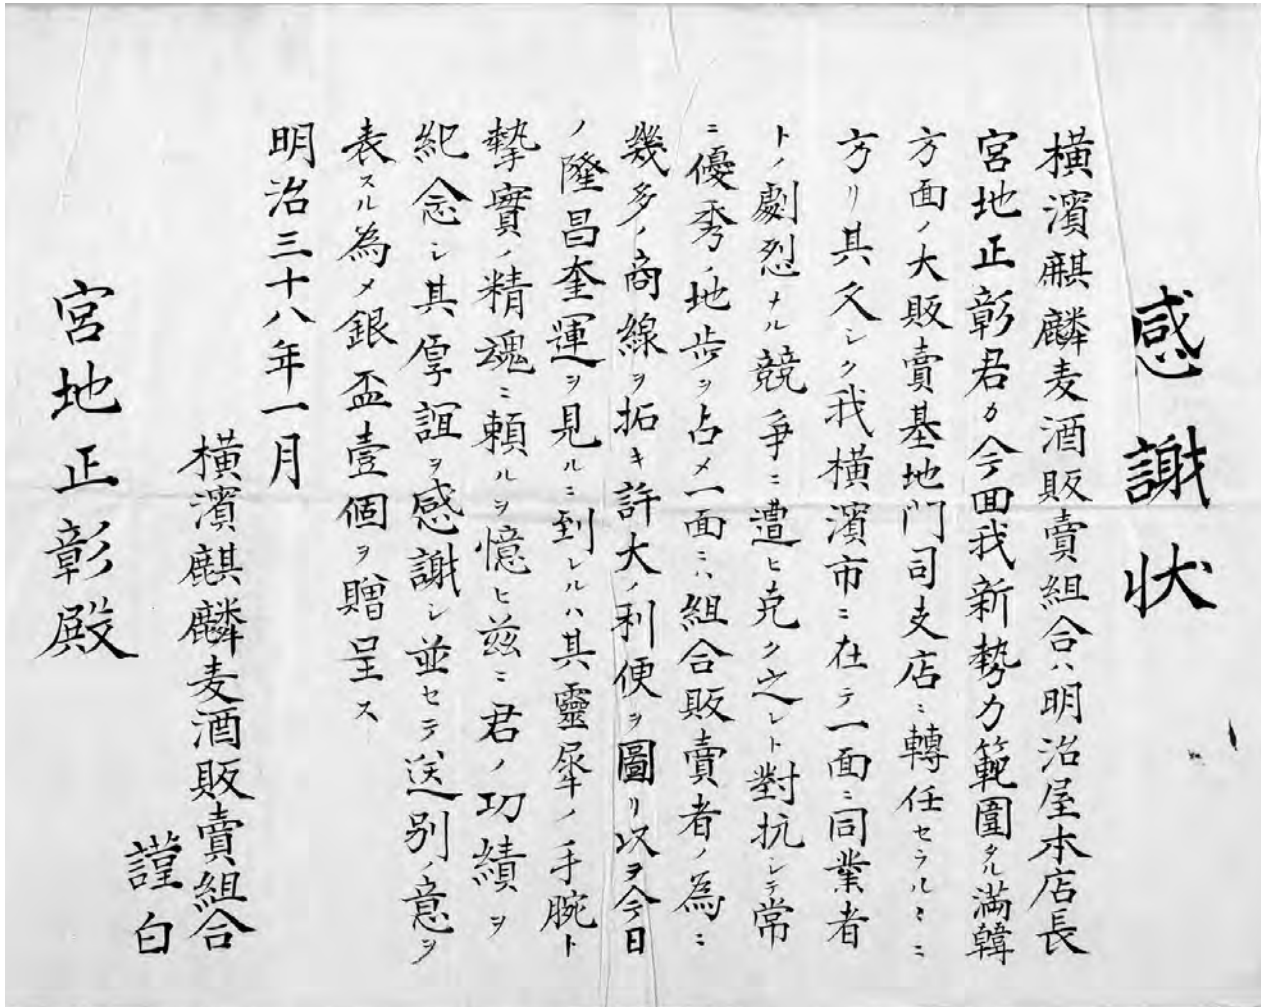 感謝状
橫濱麒麟麦酒販賣組合ハ明治屋本店長
宮地正彰君カ今回我新勢力範圍タル滿韓
方面ノ大販賣基地門司支店ニ轉任セラルヽニ
方リ其久シク我橫濱市ニ在テ一面ニ同業者
トノ劇烈ナル競爭ニ遭ヒ克ク之レト對抗シテ常
ニ優秀ノ地歩ヲ占メ一面ニハ組合販賣者ノ為ニ
幾多ノ商線ヲ拓キ許大ノ利便ヲ圖リ以ヲ今日
ノ隆昌奎運ヲ見ルニ到レルハ其靈犀ノ手腕ト
摯實ノ精魂ニ頼ルヲ憶ヒ茲ニ君ノ功績ヲ
紀念シ其厚誼ヲ感謝シ並セテ送別ノ意ヲ
表スル為メ銀盃壹個ヲ贈呈ス
明治三十八年一月
橫濱麒麟麦酒販賣組合
謹白
宮地正彰殿